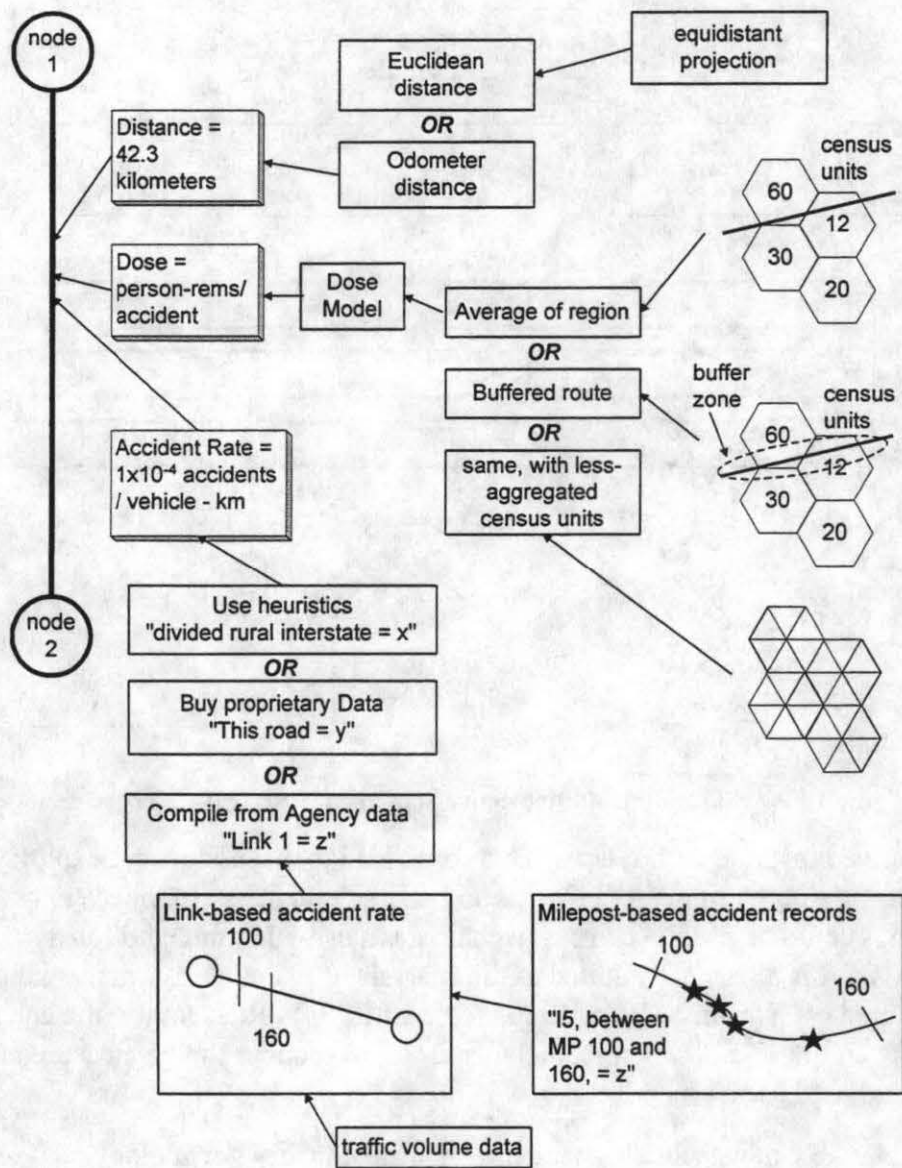 node
1
Euclidean
distance
equidistant
projection
OR
Distance =
42.3
kilometers
Odometer
distance
census
units
60
12
30
20
Dose =
person-rems/
accident
Dose
Model
Average of region
OR
Buffered route
OR
same, with less-
aggregated
census units
buffer
zone
census
units
60
12
30
20
Accident Rate =
1x10⁻⁴ accidents
/ vehicle - km
node
2
Use heuristics
"divided rural interstate = x"
OR
Buy proprietary Data
"This road = y"
OR
Compile from Agency data
"Link 1 = z"
Link-based accident rate
100
160
Milepost-based accident records
100
160
"I5, between
MP 100 and
160, = z"
traffic volume data